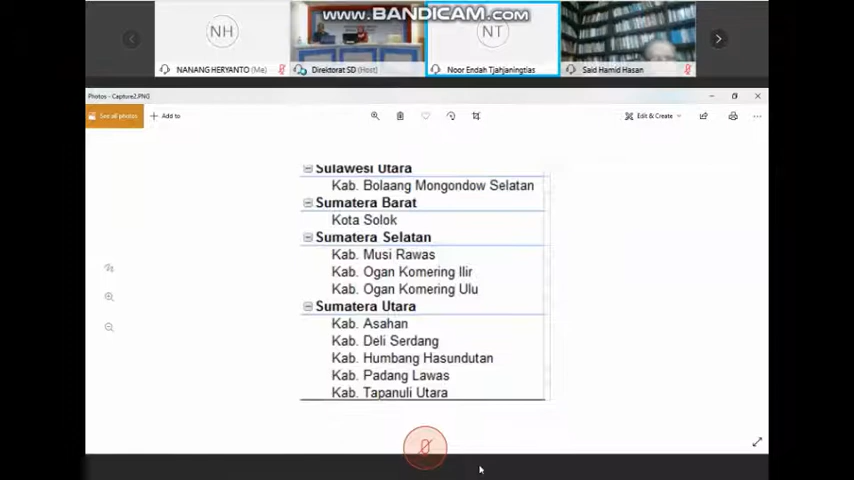 www.BANDICAM.com
NH
NT
NANANG HERYANTO (Me)
Direktorat SD (Host)
Noor Endah Tjahjaningtias
Said Hamid Hasan
Photos - Capture2.PNG
See all photos
Add to
Edit & Create
Sulawesi Utara
Kab. Bolaang Mongondow Selatan
Sumatera Barat
Kota Solok
Sumatera Selatan
Kab. Musi Rawas
Kab. Ogan Komering Ilir
Kab. Ogan Komering Ulu
Sumatera Utara
Kab. Asahan
Kab. Deli Serdang
Kab. Humbang Hasundutan
Kab. Padang Lawas
Kab. Tapanuli Utara